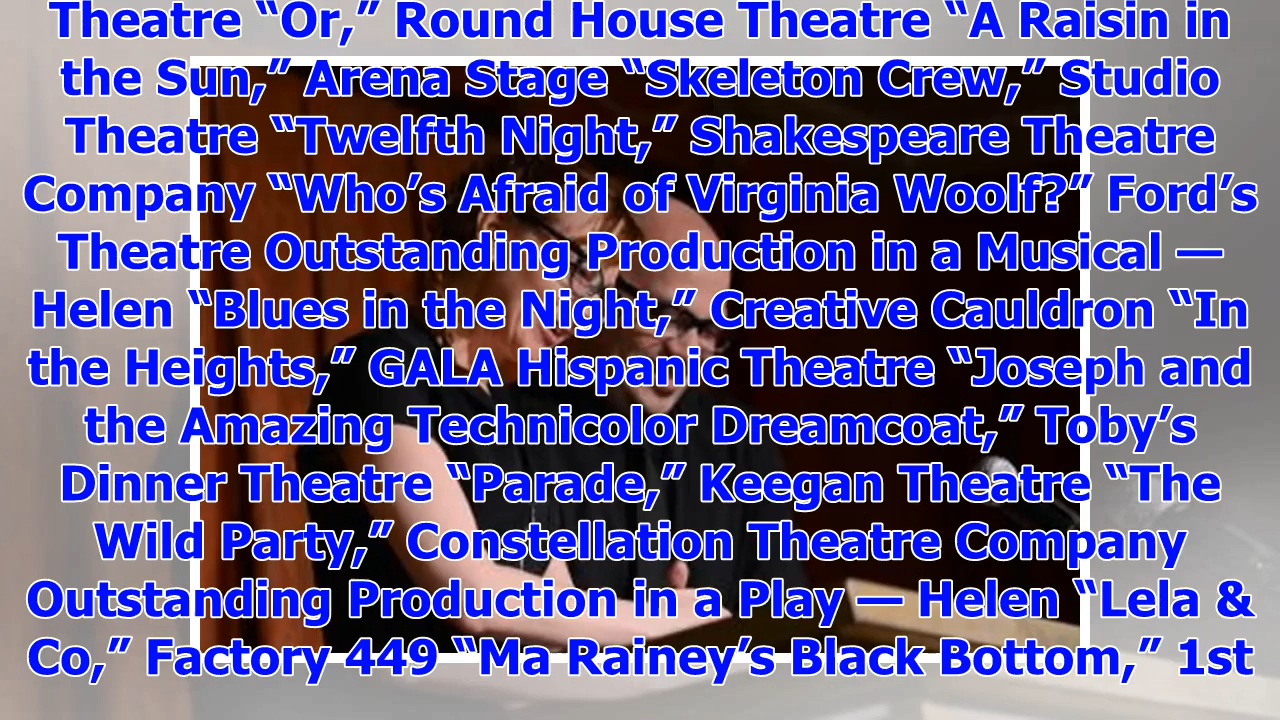 Theatre “Or,” Round House Theatre “A Raisin in
the Sun,” Arena Stage “Skeleton Crew,” Studio
Theatre “Twelfth Night,” Shakespeare Theatre
Company “Who’s Afraid of Virginia Woolf?” Ford’s
Theatre Outstanding Production in a Musical —
Helen “Blues in the Night,” Creative Cauldron “In
the Heights,” GALA Hispanic Theatre “Joseph and
the Amazing Technicolor Dreamcoat,” Toby’s
Dinner Theatre “Parade,” Keegan Theatre “The
Wild Party,” Constellation Theatre Company
Outstanding Production in a Play — Helen “Lela &
Co,” Factory 449 “Ma Rainey’s Black Bottom,” 1st